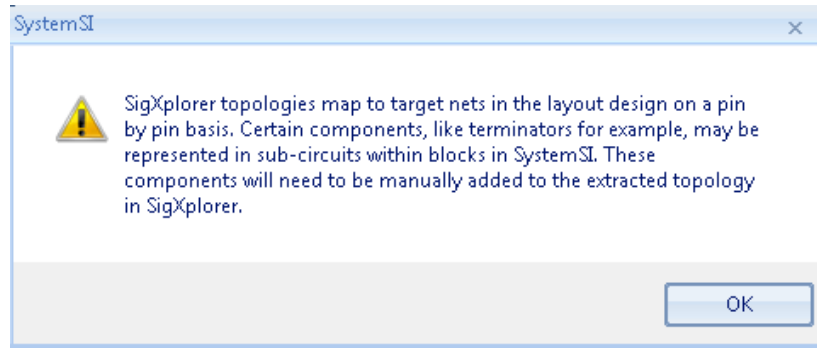 SystemSI
SigXplorer topologies map to target nets in the layout design on a pin
by pin basis. Certain components, like terminators for example, may be
represented in sub-circuits within blocks in SystemSI. These
components will need to be manually added to the extracted topology
in SigXplorer.
OK